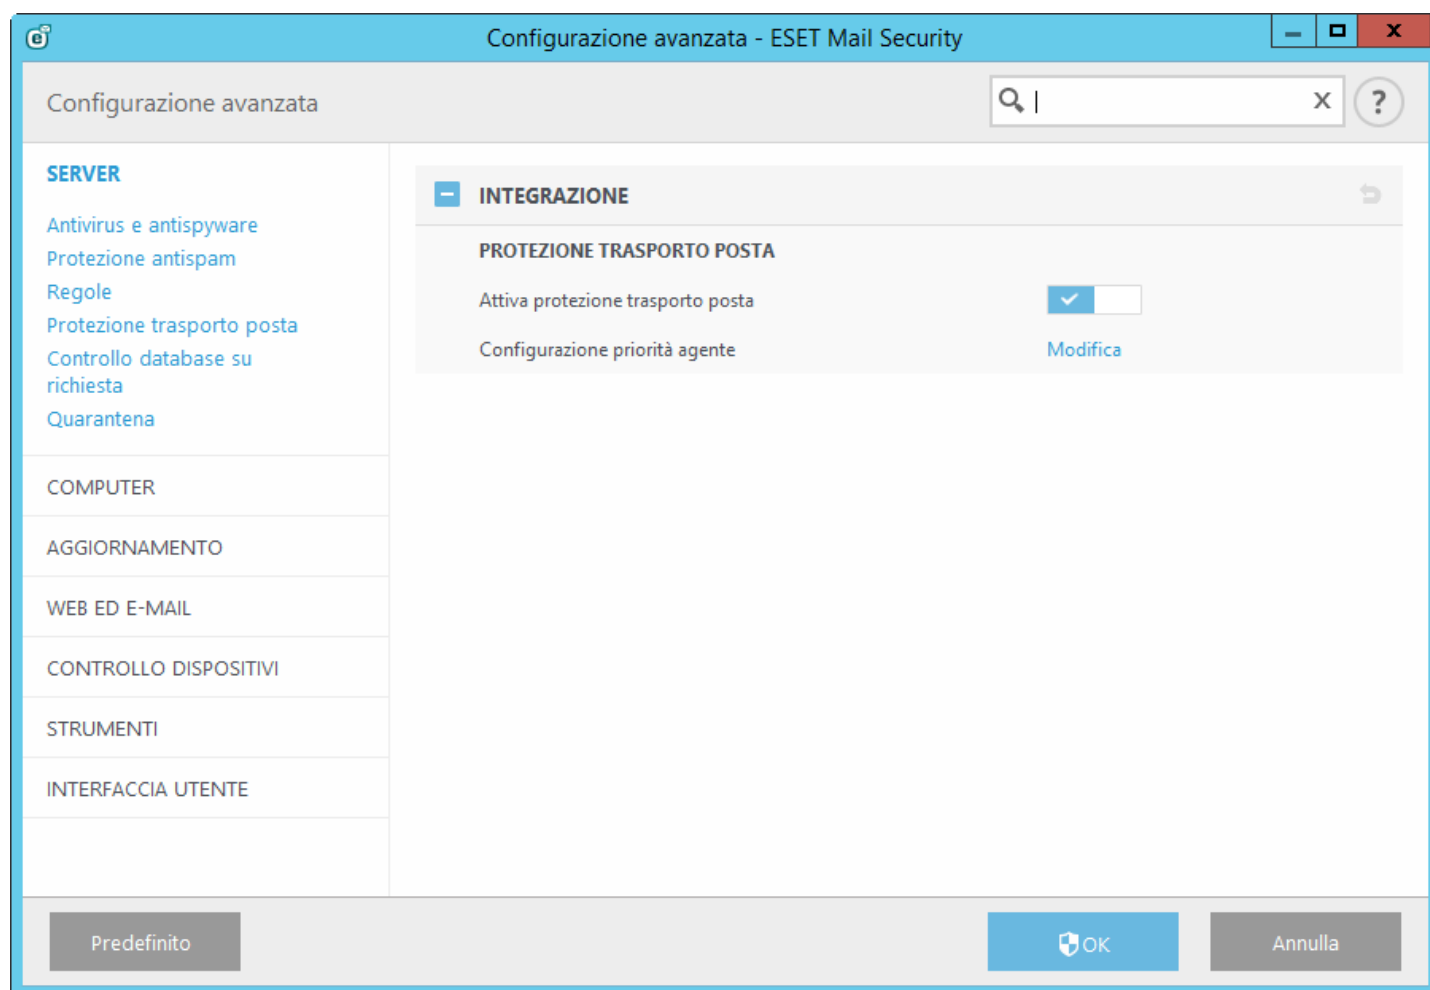 Configurazione avanzata - ESET Mail Security
Configurazione avanzata
SERVER
Antivirus e antispyware
Protezione antispam
Regole
Protezione trasporto posta
Controllo database su
richiesta
Quarantena
COMPUTER
AGGIORNAMENTO
WEB ED E-MAIL
CONTROLLO DISPOSITIVI
STRUMENTI
INTERFACCIA UTENTE
INTEGRAZIONE
PROTEZIONE TRASPORTO POSTA
Attiva protezione trasporto posta
Configurazione priorità agente Modifica
Predefinito
OK
Annulla